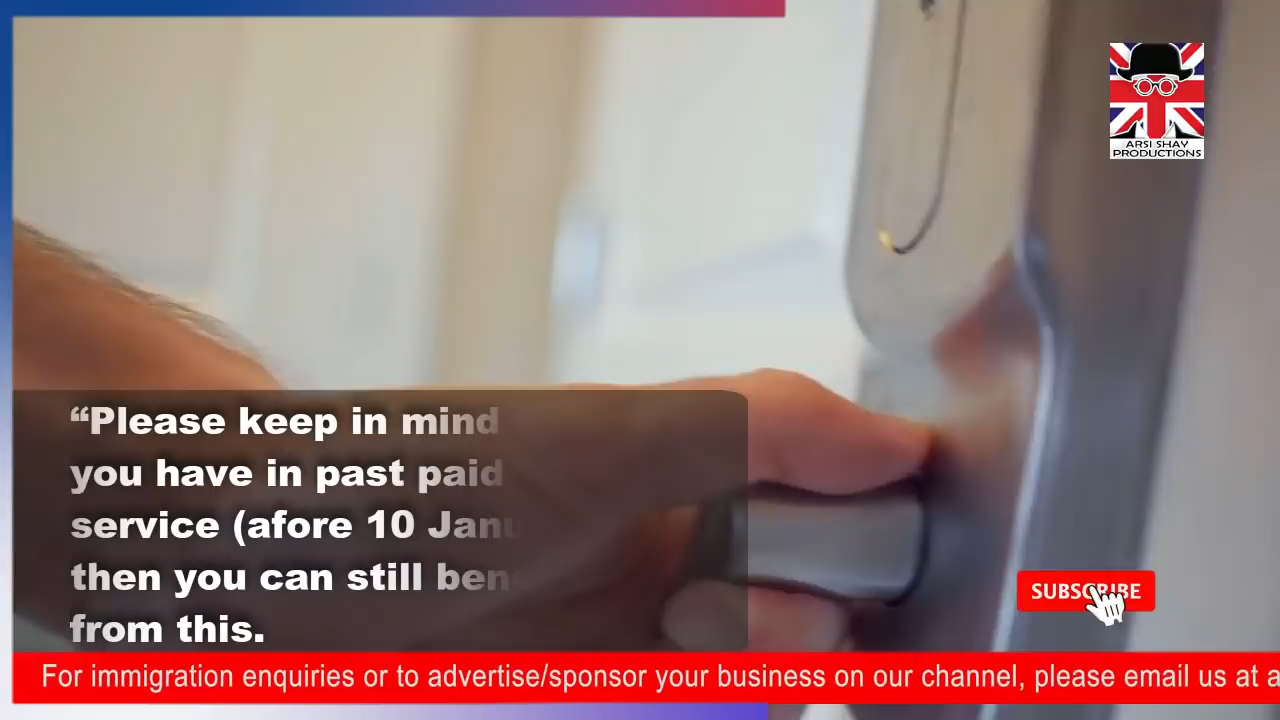 ARSI SHAY
PRODUCTIONS
“Please keep in mind
you have in past paid
service (afore 10 Janu
then you can still ben
from this.
SUBSCRIBE
For immigration enquiries or to advertise/sponsor your business on our channel, please email us at a